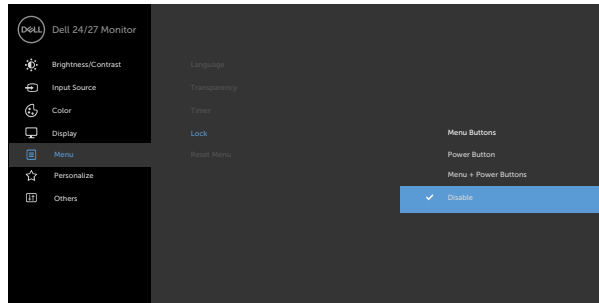 DELL
Dell 24/27 Monitor
Brightness/Contrast
Language
Input Source
Transparency
Color
Timer
Display
Lock
Menu Buttons
Menu
Reset Menu
Power Button
Personalize
Menu + Power Buttons
Others
Disable